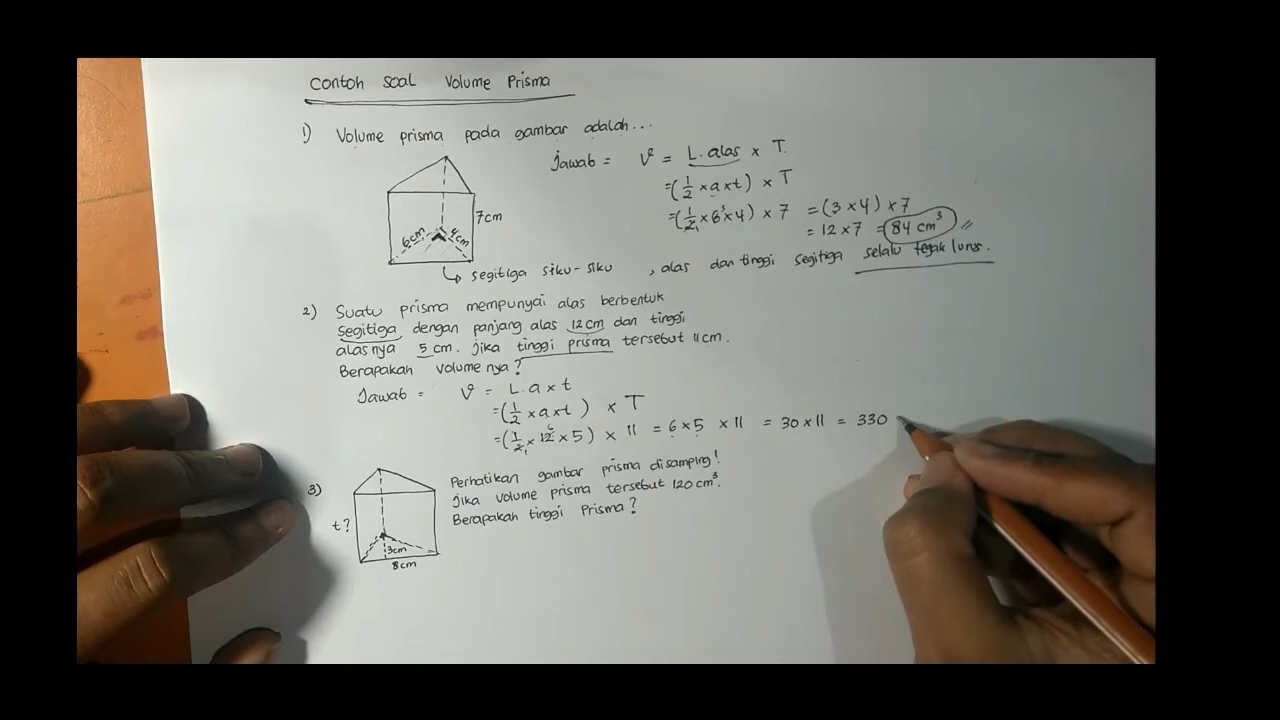 Contoh soal Volume Prisma
1) Volume prisma pada gambar adalah...
7cm
6cm
4cm
Jawab = V = L. alas × T.
=(1/2 × a × t) × T
=(1/2₁ × 6³ × 4) × 7 = (3 × 4) × 7
= 12 × 7 = 84 cm³ //
↳ segitiga siku-siku , alas dan tinggi segitiga selalu tegak lurus.
2) Suatu prisma mempunyai alas berbentuk
segitiga dengan panjang alas 12cm dan tinggi
alasnya 5 cm. Jika tinggi prisma tersebut 11cm.
Berapakah volume nya?
Jawab = V = L. a × t
=(1/2 × a × t) × T
=(1/2₁ × 12⁶ × 5) × 11 = 6 × 5 × 11 = 30 × 11 = 330
3)
t?
3cm
8cm
Perhatikan gambar prisma disamping!
Jika volume prisma tersebut 120 cm³.
Berapakah tinggi Prisma?